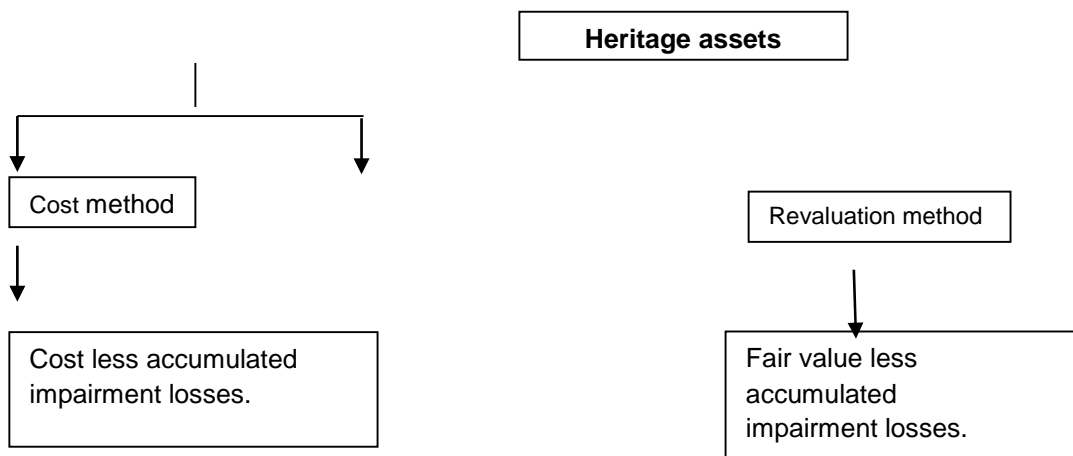 Heritage assets
Cost method
Revaluation method
Cost less accumulated
impairment losses.
Fair value less
accumulated
impairment losses.